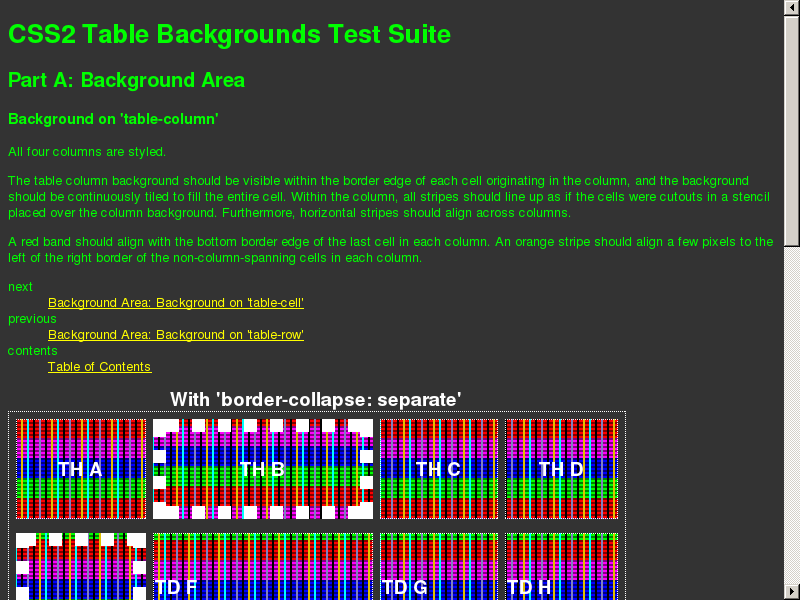 CSS2 Table Backgrounds Test Suite
Part A: Background Area
Background on 'table-column'
All four columns are styled.
The table column background should be visible within the border edge of each cell originating in the column, and the background
should be continuously tiled to fill the entire cell. Within the column, all stripes should line up as if the cells were cutouts in a stencil
placed over the column background. Furthermore, horizontal stripes should align across columns.
A red band should align with the bottom border edge of the last cell in each column. An orange stripe should align a few pixels to the
left of the right border of the non-column-spanning cells in each column.
next
Background Area: Background on 'table-cell'
previous
Background Area: Background on 'table-row'
contents
Table of Contents
With 'border-collapse: separate'
TH A TH B TH C TH D
TD F TD G TD H